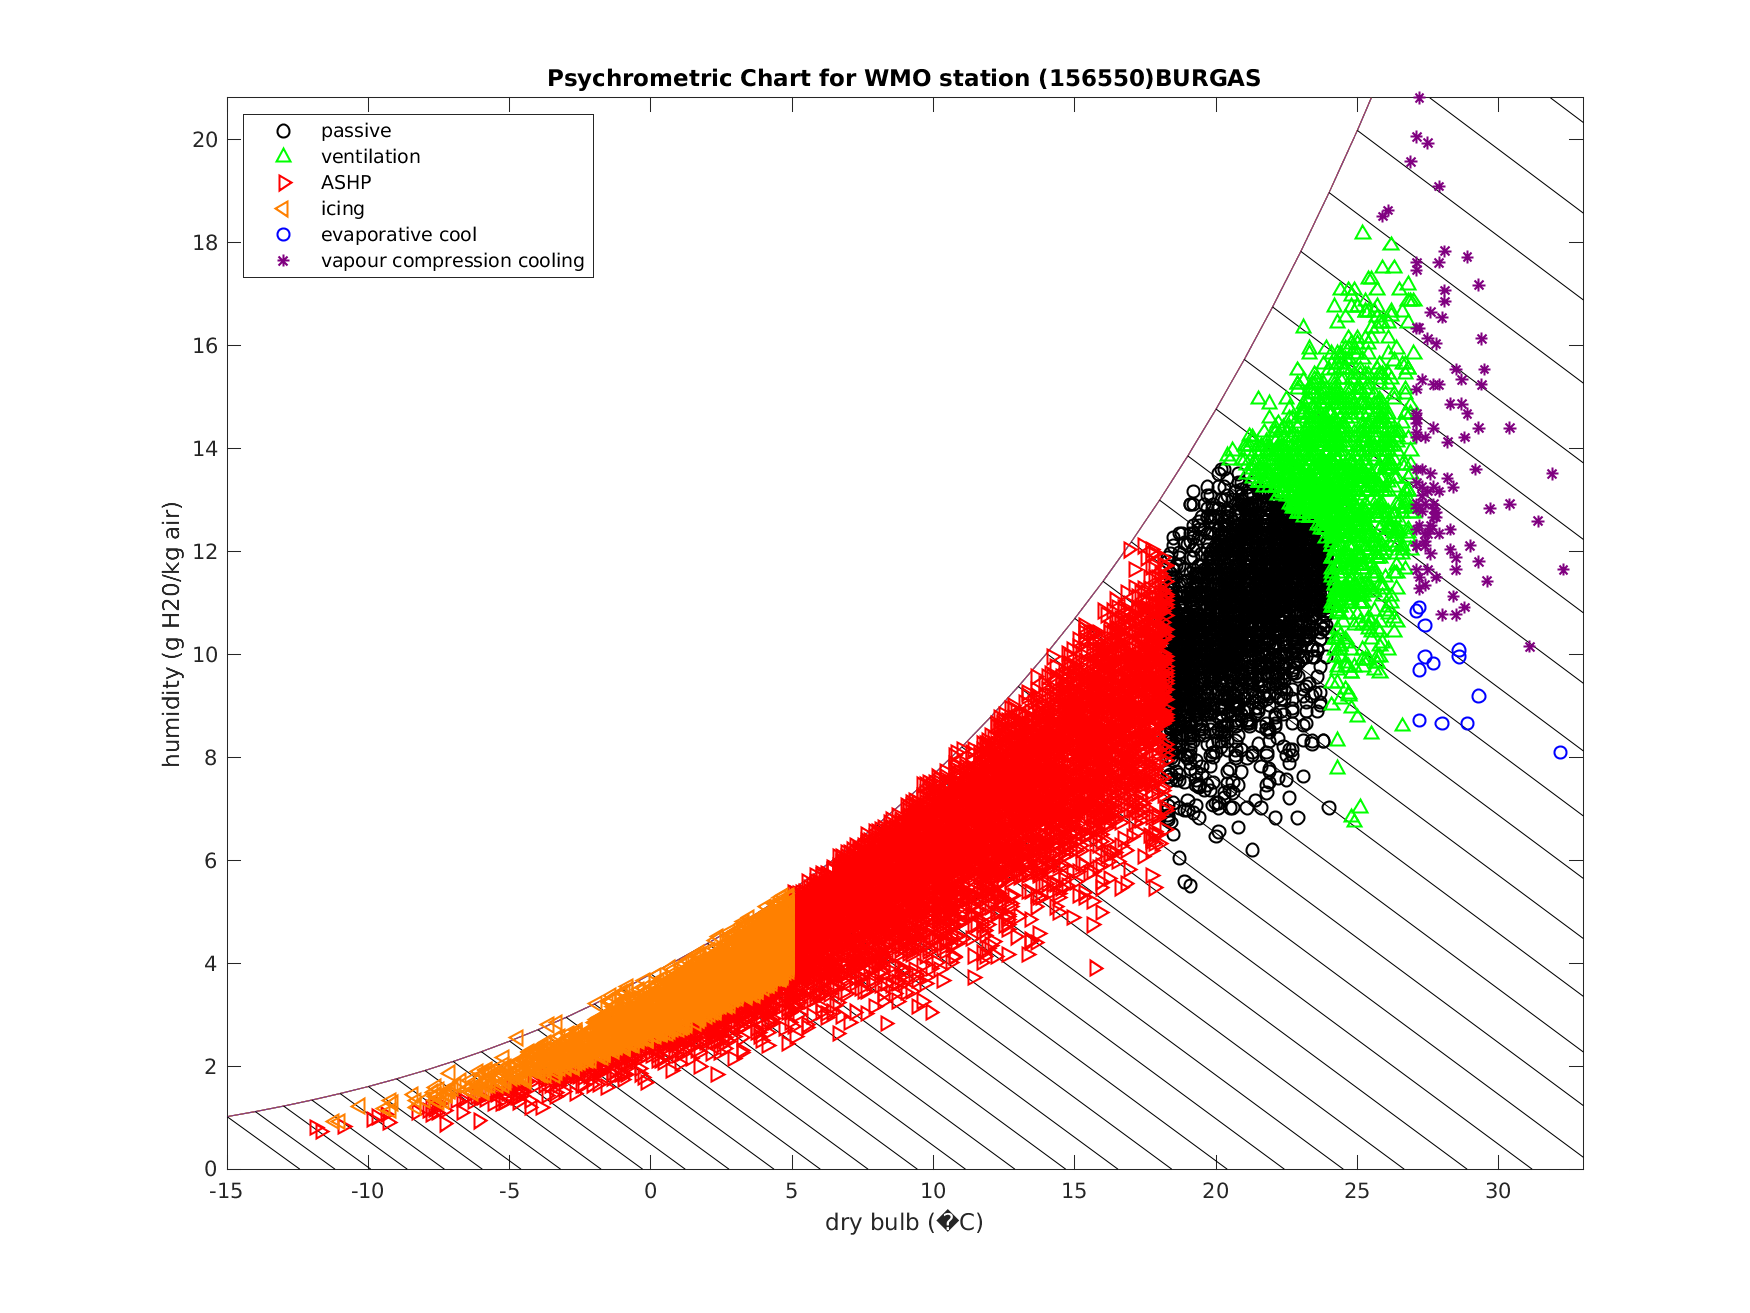 Psychrometric Chart for WMO station (156550)BURGAS
passive
ventilation
ASHP
icing
evaporative cool
vapour compression cooling
humidity (g H20/kg air)
20
18
16
14
12
10
8
6
4
2
0
-15 -10 -5 0 5 10 15 20 25 30
dry bulb (�C)